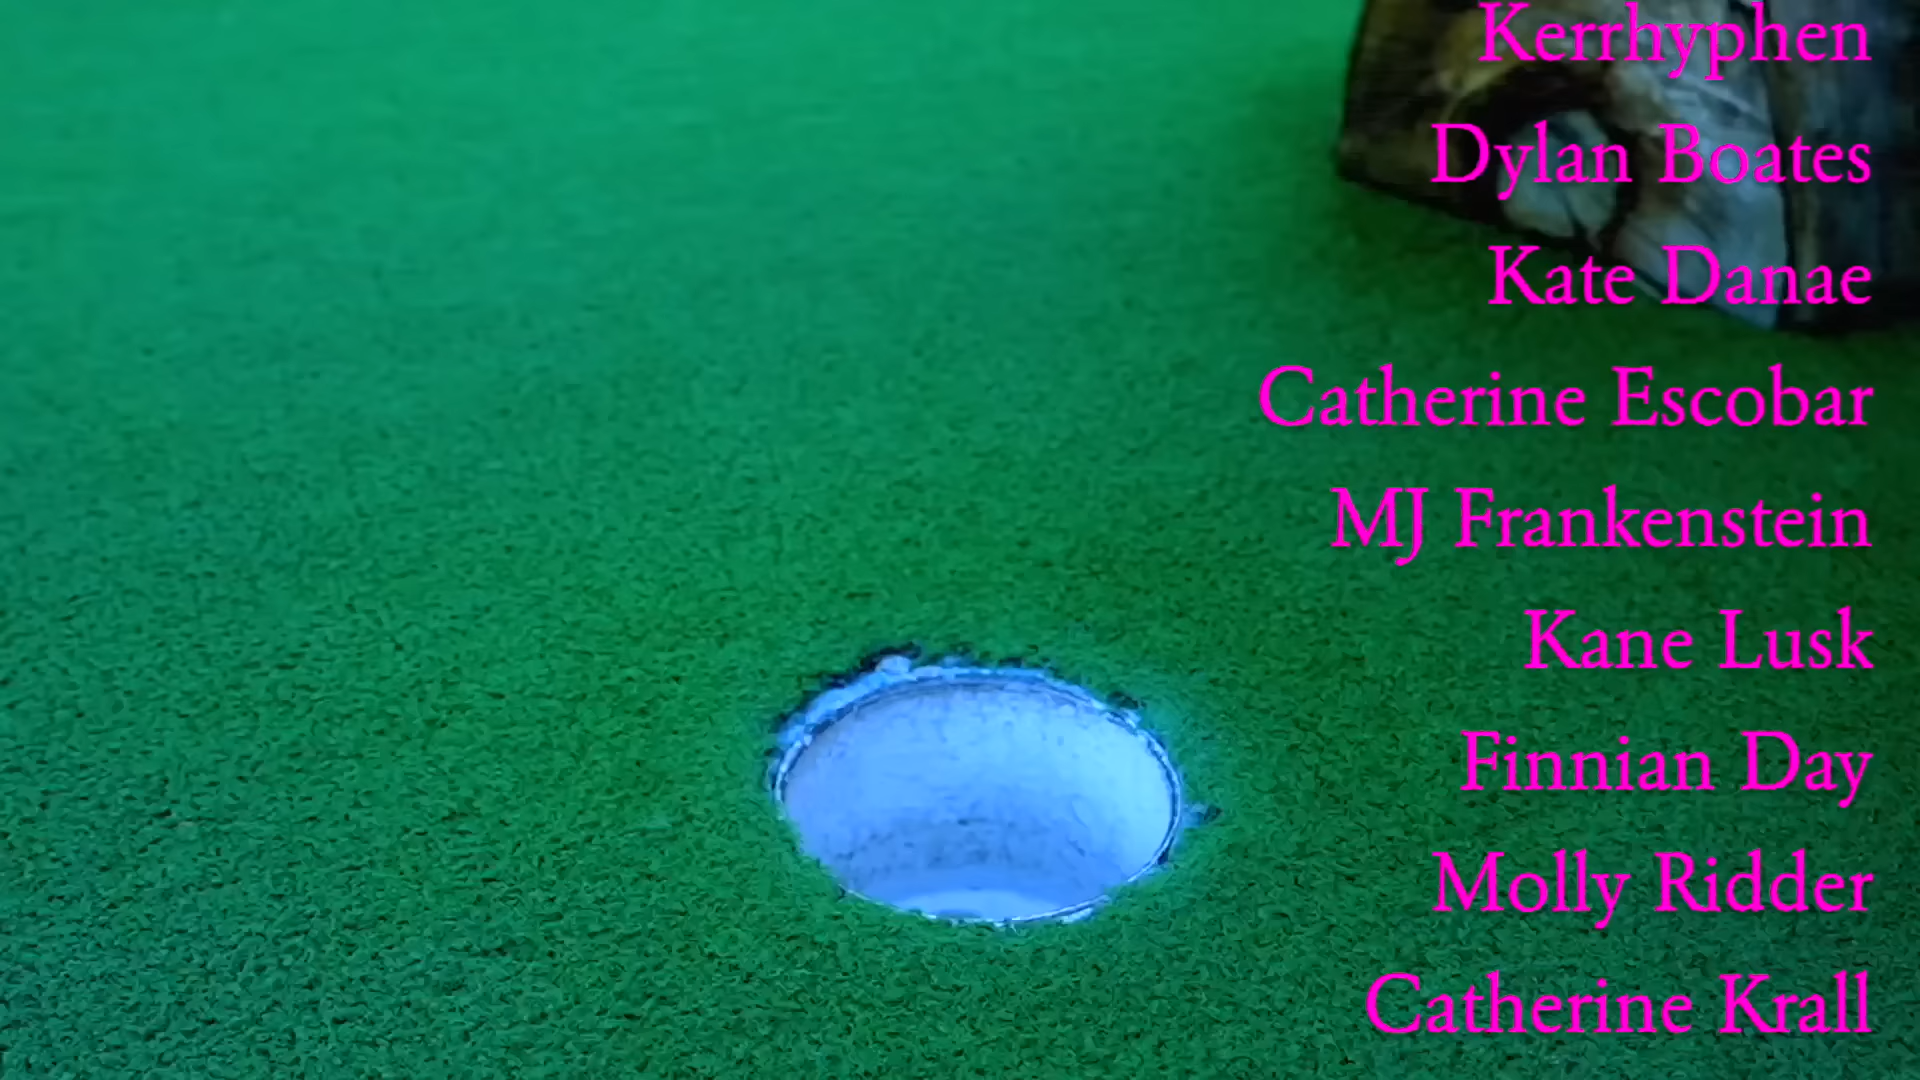 Kerrhyphen
Dylan Boates
Kate Danae
Catherine Escobar
MJ Frankenstein
Kane Lusk
Finnian Day
Molly Ridder
Catherine Krall